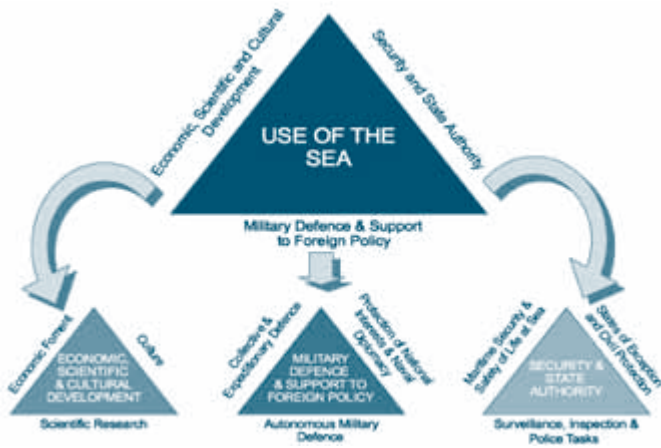 Economic, Scientific and Cultural
Development
Security and State Authority
USE OF THE
SEA
Military Defence & Support
to Foreign Policy
Economic Foment
Culture
ECONOMIC,
SCIENTIFIC
& CULTURAL
DEVELOPMENT
Scientific Research
Collective &
Expeditionary Defence
Protection of National
Interests & Naval
Diplomacy
MILITARY
DEFENCE
& SUPPORT TO
FOREIGN POLICY
Autonomous Military
Defence
Maritime Security &
Safety of Life at Sea
States of Exception
and Civil Protection
SECURITY &
STATE
AUTHORITY
Surveillance, Inspection &
Police Tasks